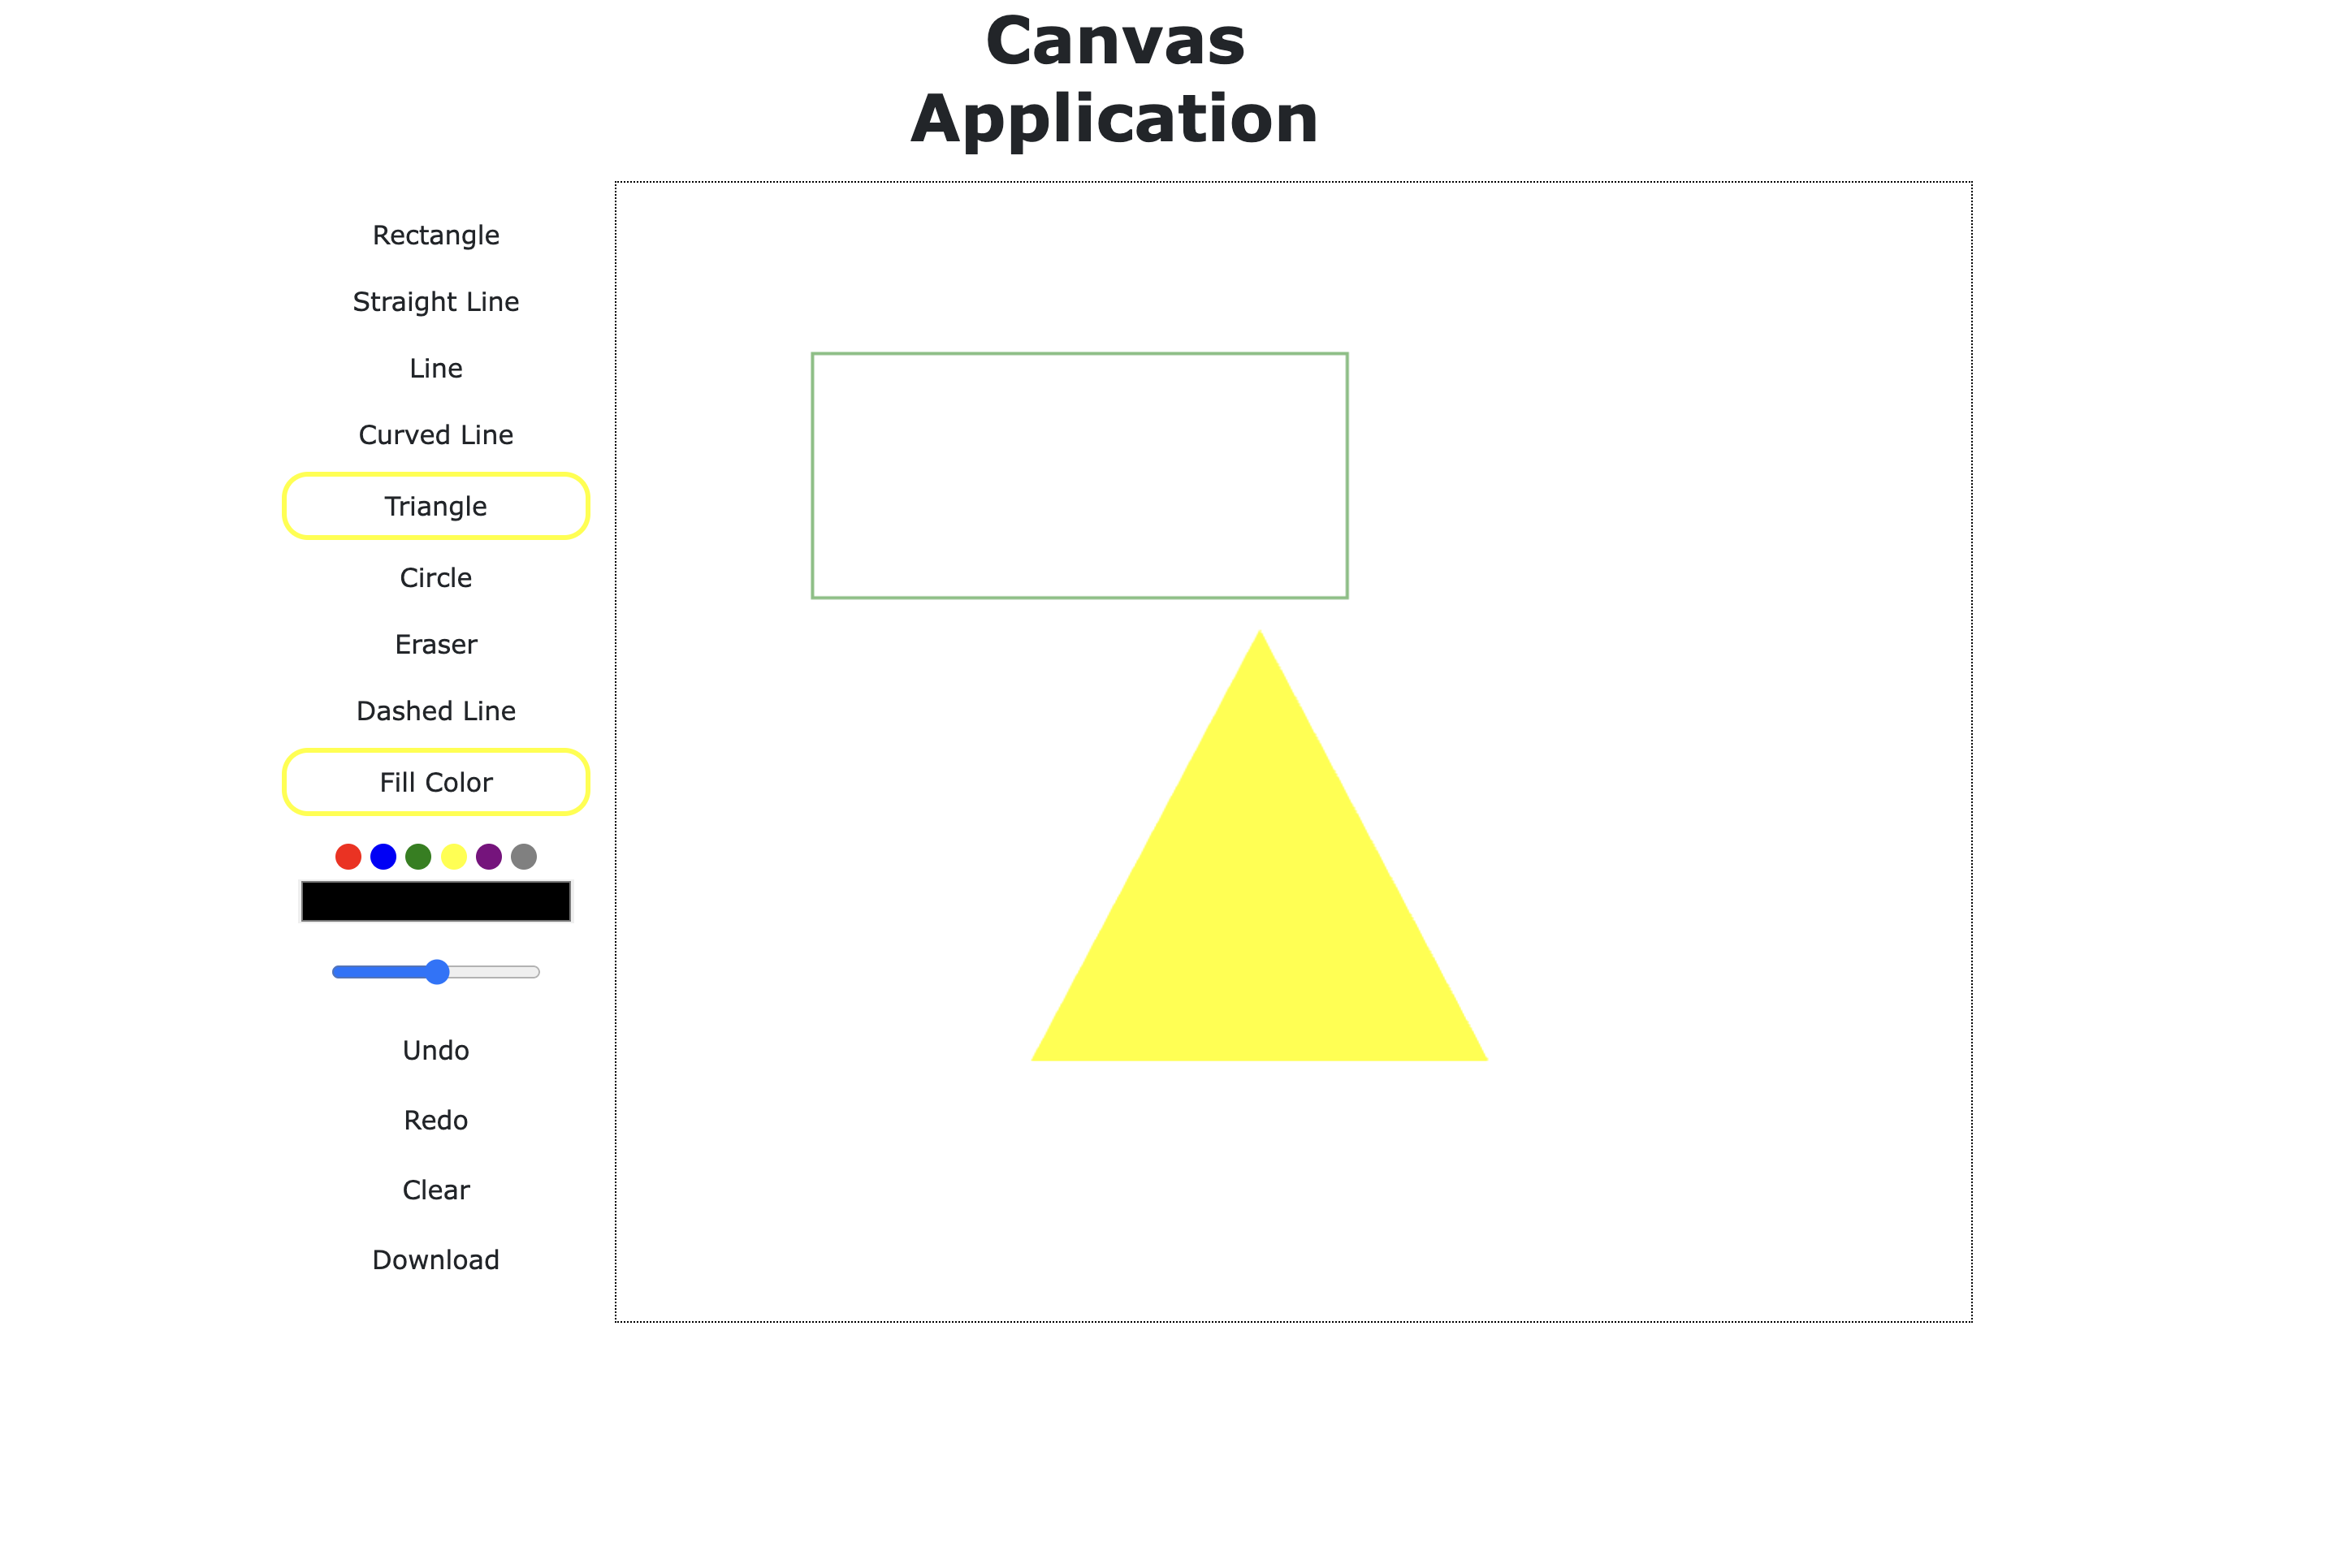 Canvas
Application
Rectangle
Straight Line
Line
Curved Line
Triangle
Circle
Eraser
Dashed Line
Fill Color
Undo
Redo
Clear
Download